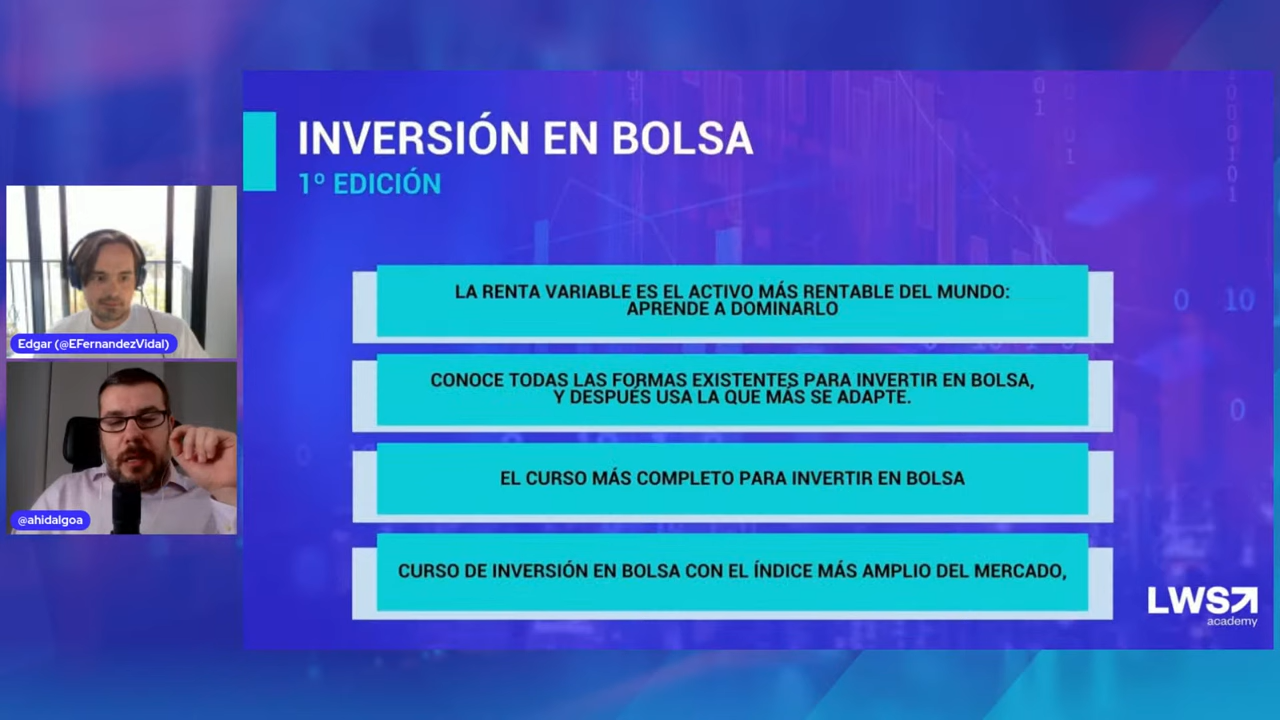 INVERSIÓN EN BOLSA
1º EDICIÓN
LA RENTA VARIABLE ES EL ACTIVO MÁS RENTABLE DEL MUNDO:
APRENDE A DOMINARLO
CONOCE TODAS LAS FORMAS EXISTENTES PARA INVERTIR EN BOLSA,
Y DESPUÉS USA LA QUE MÁS SE ADAPTE.
EL CURSO MÁS COMPLETO PARA INVERTIR EN BOLSA
CURSO DE INVERSIÓN EN BOLSA CON EL ÍNDICE MÁS AMPLIO DEL MERCADO,
Edgar (@EFernandezVidal)
@ahidalgoa
LWS
academy